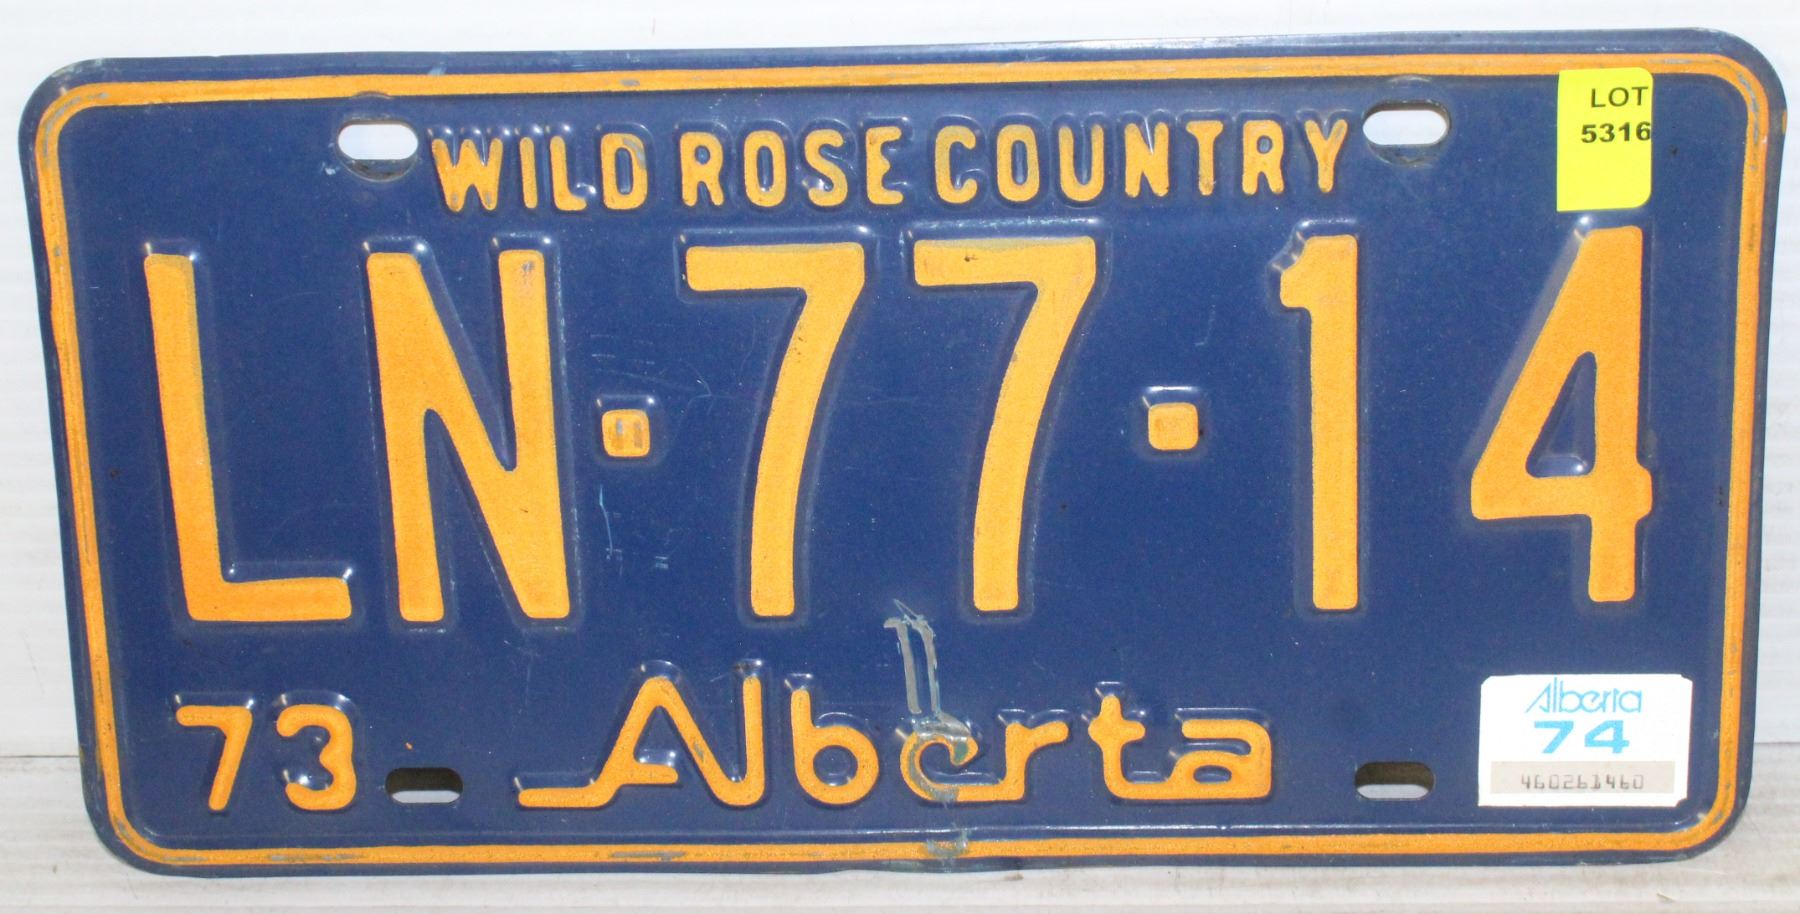 WILD ROSE COUNTRY
LOT
5316
LN·77·14
73 Alberta
Alberta
74
460261460